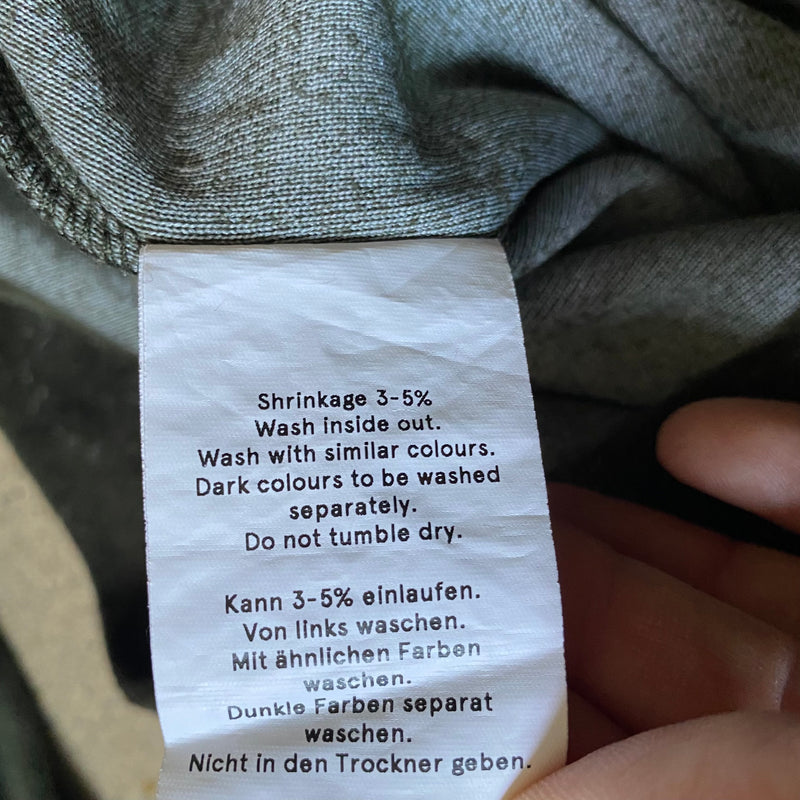 Shrinkage 3-5%
Wash inside out.
Wash with similar colours.
Dark colours to be washed
separately.
Do not tumble dry.
Kann 3-5% einlaufen.
Von links waschen.
Mit ähnlichen Farben
waschen.
Dunkle Farben separat
waschen.
Nicht in den Trockner geben.